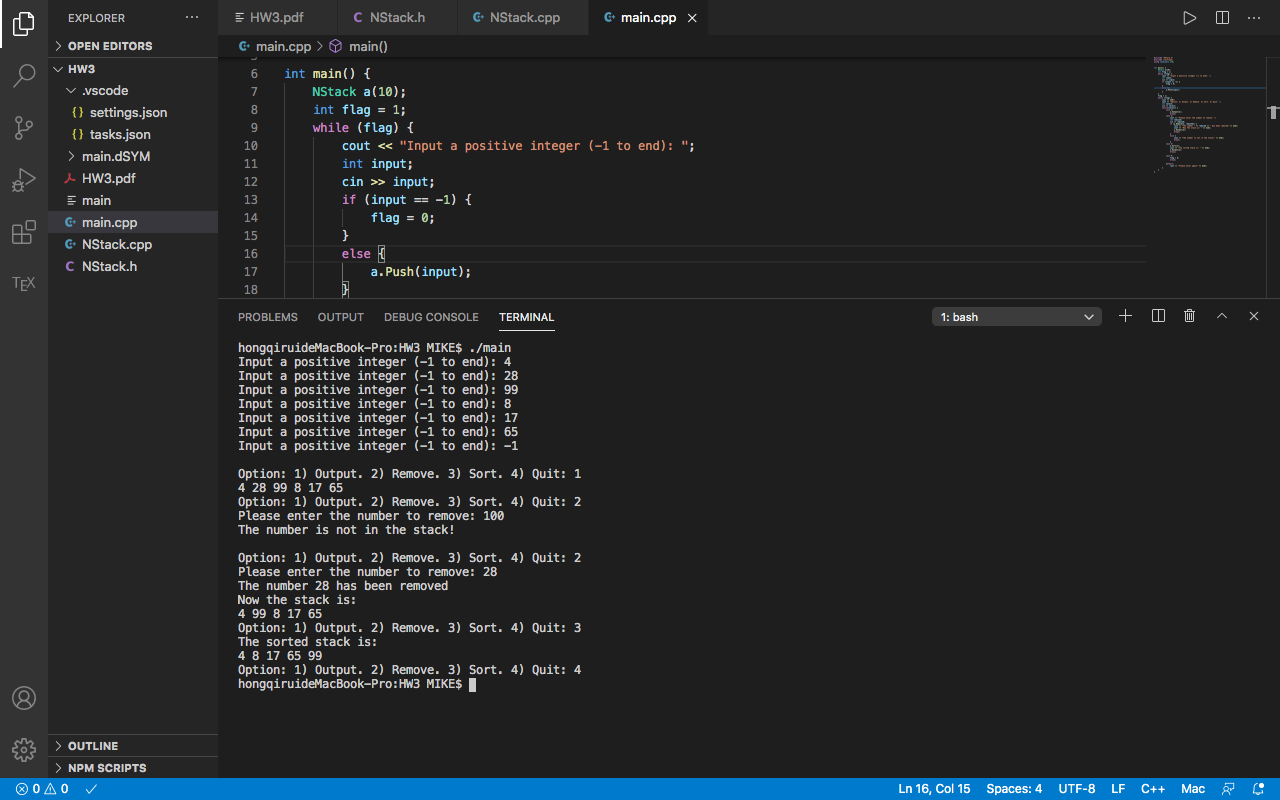 EXPLORER
OPEN EDITORS
HW3
.vscode
{} settings.json
{} tasks.json
main.dSYM
HW3.pdf
main
main.cpp
NStack.cpp
C NStack.h
OUTLINE
NPM SCRIPTS
TEX
HW3.pdf C NStack.h NStack.cpp main.cpp
main.cpp > main()
6 int main() {
7 NStack a(10);
8 int flag = 1;
9 while (flag) {
10 cout << "Input a positive integer (-1 to end): ";
11 int input;
12 cin >> input;
13 if (input == -1) {
14 flag = 0;
15 }
16 else {
17 a.Push(input);
18 }
PROBLEMS OUTPUT DEBUG CONSOLE TERMINAL 1: bash
hongqiruideMacBook-Pro:HW3 MIKE$ ./main
Input a positive integer (-1 to end): 4
Input a positive integer (-1 to end): 28
Input a positive integer (-1 to end): 99
Input a positive integer (-1 to end): 8
Input a positive integer (-1 to end): 17
Input a positive integer (-1 to end): 65
Input a positive integer (-1 to end): -1
Option: 1) Output. 2) Remove. 3) Sort. 4) Quit: 1
4 28 99 8 17 65
Option: 1) Output. 2) Remove. 3) Sort. 4) Quit: 2
Please enter the number to remove: 100
The number is not in the stack!
Option: 1) Output. 2) Remove. 3) Sort. 4) Quit: 2
Please enter the number to remove: 28
The number 28 has been removed
Now the stack is:
4 99 8 17 65
Option: 1) Output. 2) Remove. 3) Sort. 4) Quit: 3
The sorted stack is:
4 8 17 65 99
Option: 1) Output. 2) Remove. 3) Sort. 4) Quit: 4
hongqiruideMacBook-Pro:HW3 MIKE$
0 0 Ln 16, Col 15 Spaces: 4 UTF-8 LF C++ Mac